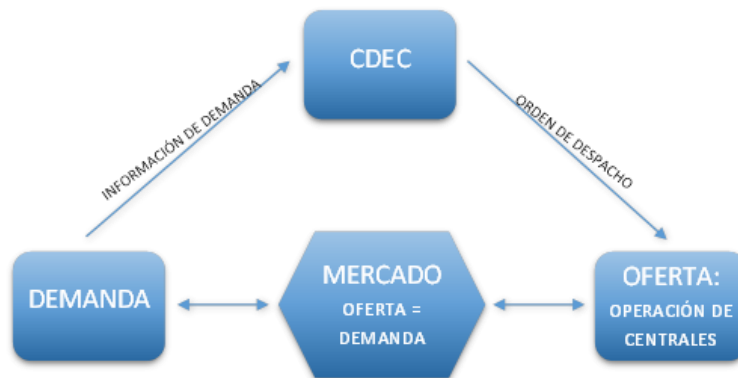 CDEC
INFORMACIÓN DE DEMANDA
ORDEN DE DESPACHO
DEMANDA
MERCADO
OFERTA =
DEMANDA
OFERTA:
OPERACIÓN DE
CENTRALES